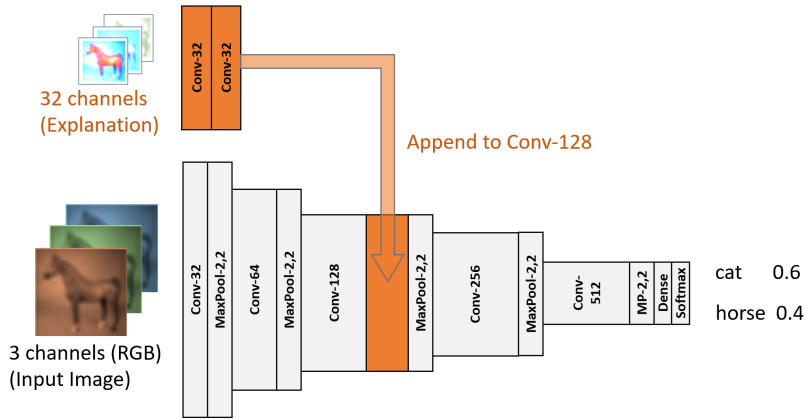 32 channels
(Explanation)
Conv-32
Conv-32
Append to Conv-128
3 channels (RGB)
(Input Image)
Conv-32
MaxPool-2,2
Conv-64
MaxPool-2,2
Conv-128
MaxPool-2,2
Conv-256
MaxPool-2,2
Conv-
512
MP-2,2
Dense
Softmax
cat 0.6
horse 0.4